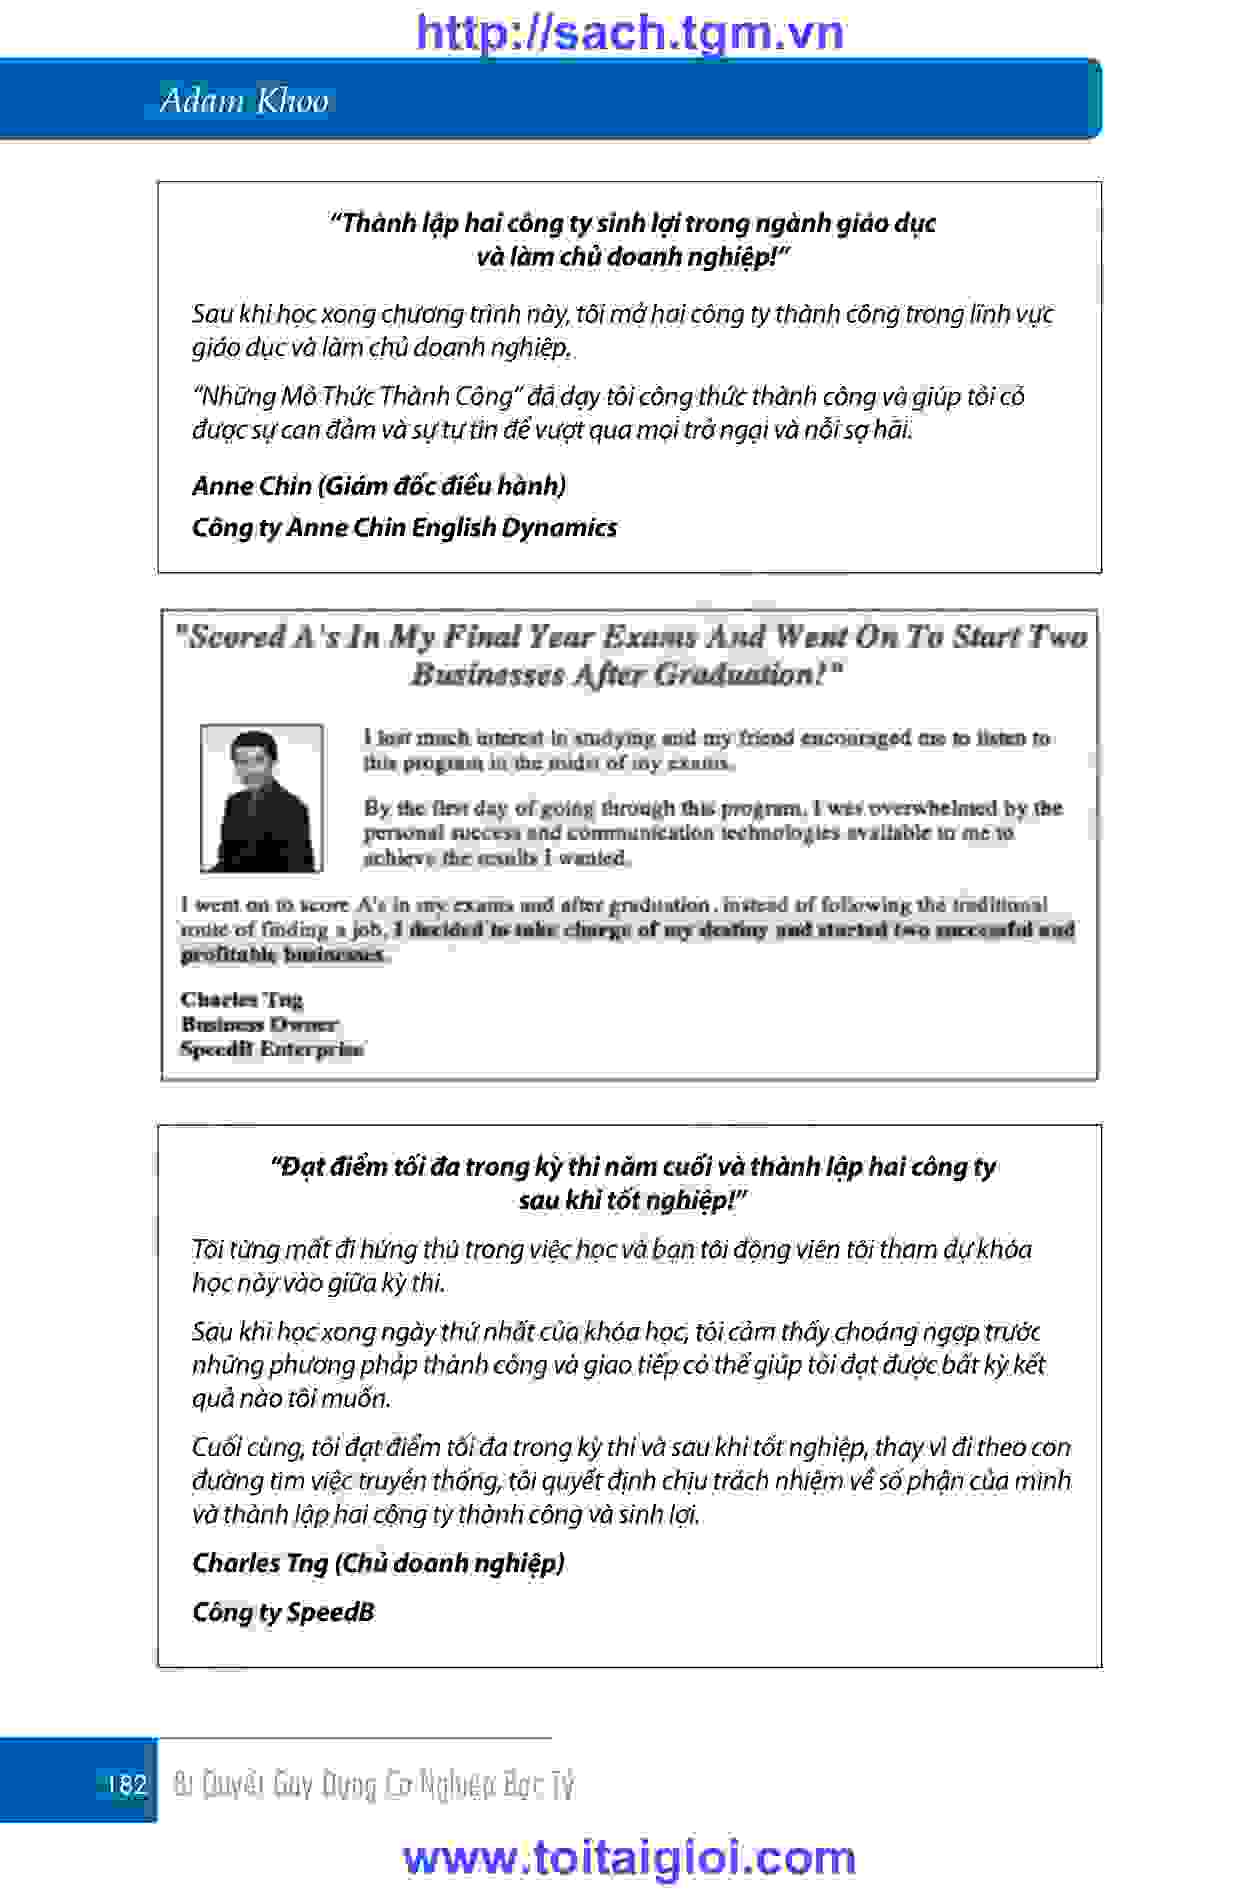 http://sach.tgm.vn
Adam Khoo
“Thành lập hai công ty sinh lợi trong ngành giáo dục
và làm chủ doanh nghiệp!”
Sau khi học xong chương trình này, tôi mở hai công ty thành công trong lĩnh vực
giáo dục và làm chủ doanh nghiệp.
“Những Mô Thức Thành Công” đã dạy tôi công thức thành công và giúp tôi có
được sự can đảm và sự tự tin để vượt qua mọi trở ngại và nỗi sợ hãi.
Anne Chin (Giám đốc điều hành)
Công ty Anne Chin English Dynamics
"Scored A's In My Final Year Exams And Went On To Start Two
Businesses After Graduation!"
I lost much interest in studying and my friend encouraged me to listen to
this program in the midst of my exams.
By the first day of going through this program, I was overwhelmed by the
personal success and communication technologies available to me to
achieve the results I wanted.
I went on to score A's in my exams and after graduation, instead of following the traditional
route of finding a job, I decided to take charge of my destiny and started two successful and
profitable businesses.
Charles Tng
Business Owner
SpeedB Enterprise
“Đạt điểm tối đa trong kỳ thi năm cuối và thành lập hai công ty
sau khi tốt nghiệp!”
Tôi từng mất đi hứng thú trong việc học và bạn tôi động viên tôi tham dự khóa
học này vào giữa kỳ thi.
Sau khi học xong ngày thứ nhất của khóa học, tôi cảm thấy choáng ngợp trước
những phương pháp thành công và giao tiếp có thể giúp tôi đạt được bất kỳ kết
quả nào tôi muốn.
Cuối cùng, tôi đạt điểm tối đa trong kỳ thi và sau khi tốt nghiệp, thay vì đi theo con
đường tìm việc truyền thống, tôi quyết định chịu trách nhiệm về số phận của mình
và thành lập hai công ty thành công và sinh lợi.
Charles Tng (Chủ doanh nghiệp)
Công ty SpeedB
182 Bí Quyết Gây Dựng Cơ Nghiệp Bạc Tỷ
www.toitaigioi.com